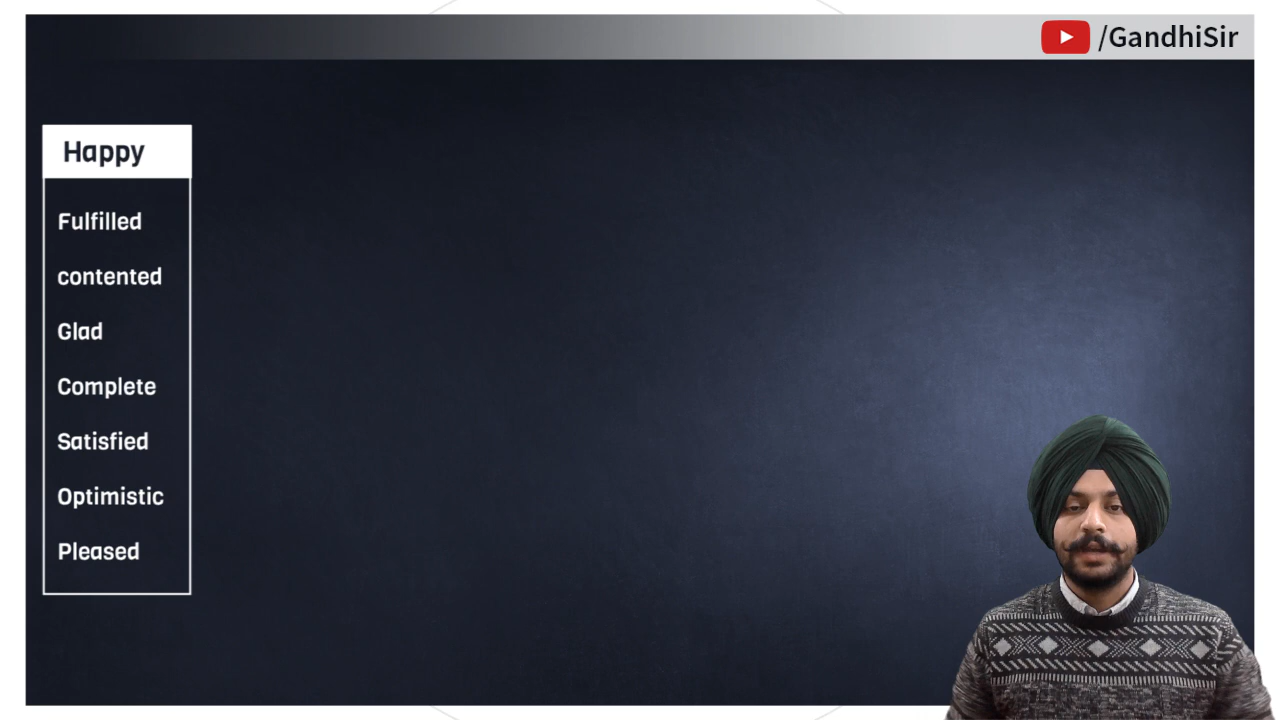 /GandhiSir
Happy
Fulfilled
contented
Glad
Complete
Satisfied
Optimistic
Pleased